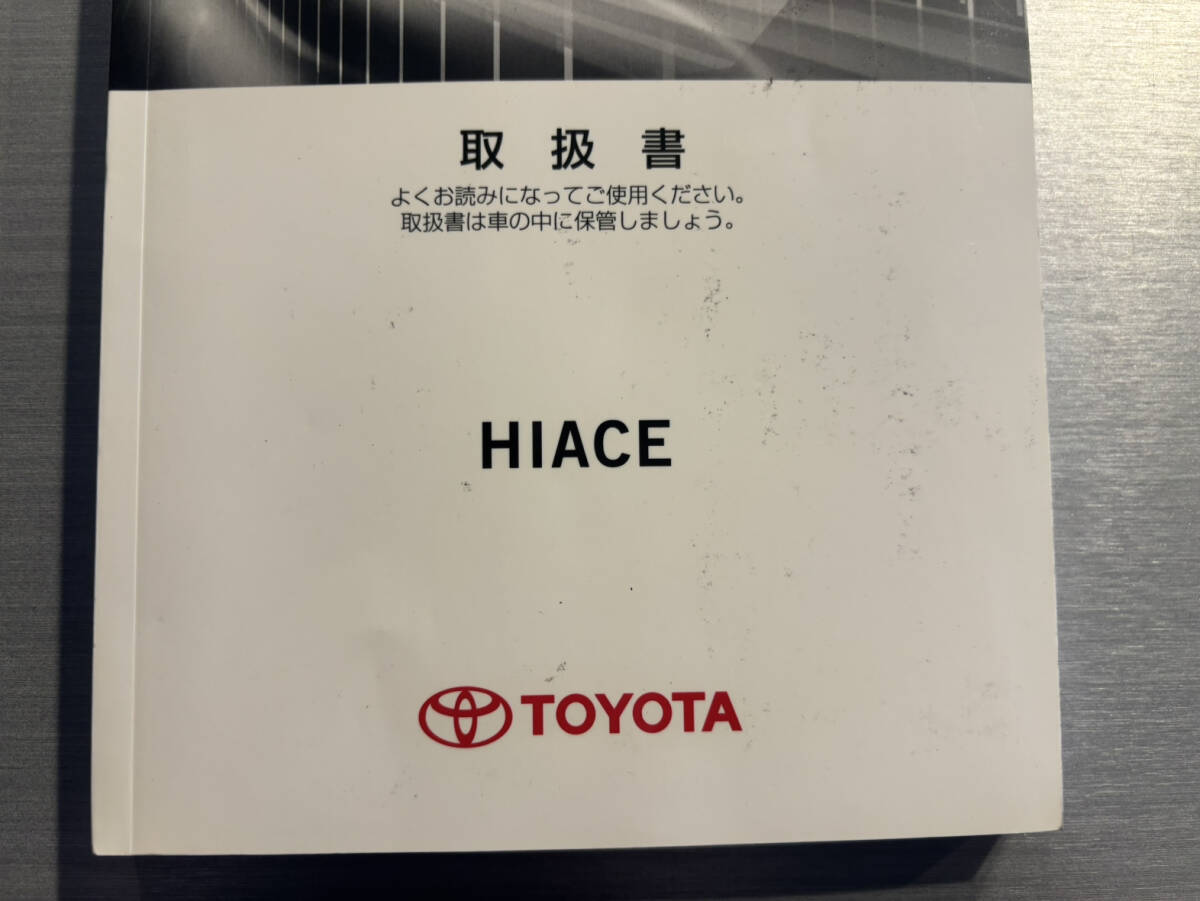 取扱書
よくお読みになってご使用ください。
取扱書は車の中に保管しましょう。
HIACE
TOYOTA